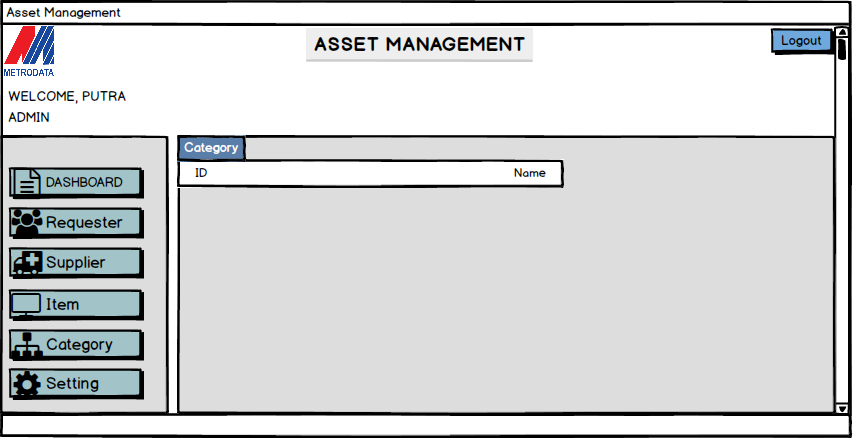 Asset Management
METRODATA
ASSET MANAGEMENT
Logout
WELCOME, PUTRA
ADMIN
DASHBOARD
Requester
Supplier
Item
Category
Setting
Category
ID Name